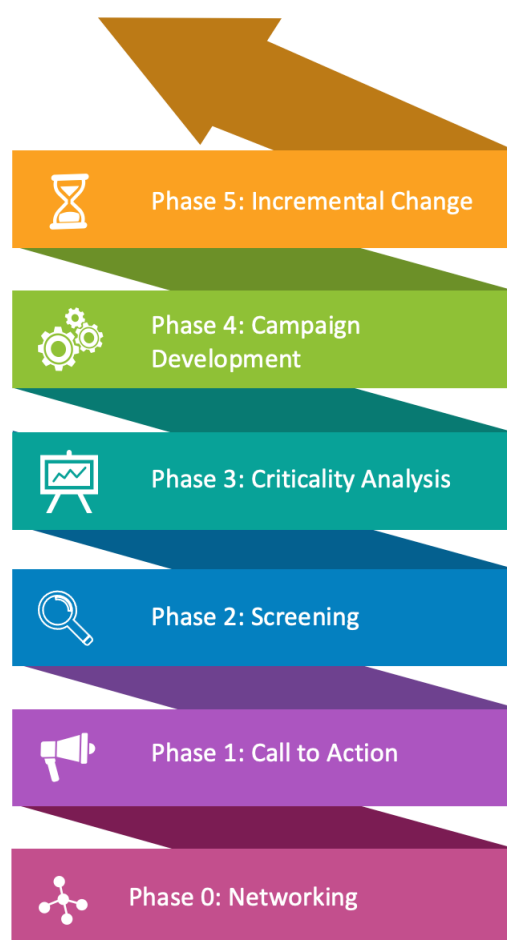 Phase 5: Incremental Change
Phase 4: Campaign
Development
Phase 3: Criticality Analysis
Phase 2: Screening
Phase 1: Call to Action
Phase 0: Networking